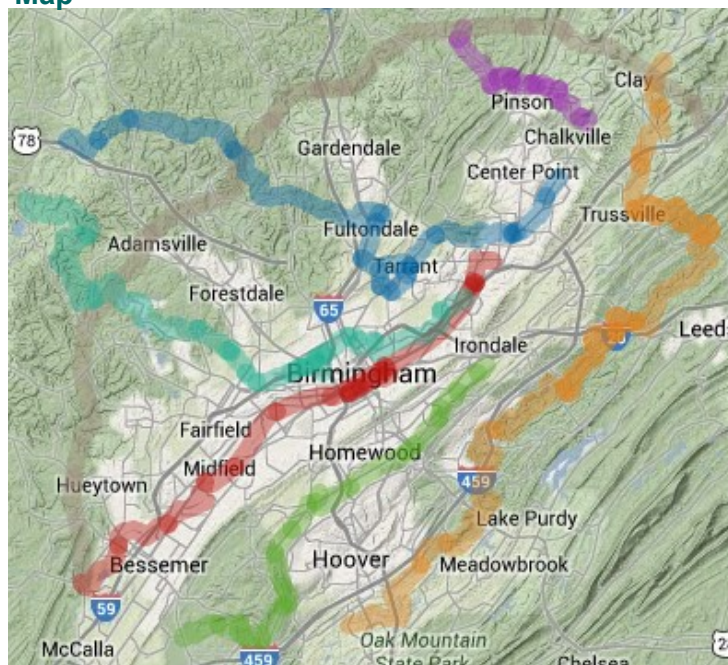 Map
Clay
Pinson
78
Chalkville
Gardendale
Center Point
Trussville
Fultondale
Adamsville
Tarrant
Forestdale
65
Leed
Irondale
Birmingham
Fairfield
Homewood
Midfield
Hueytown
459
Lake Purdy
Bessemer
Hoover
Meadowbrook
59
McCalla
Oak Mountain
State Park
459
Chelsea